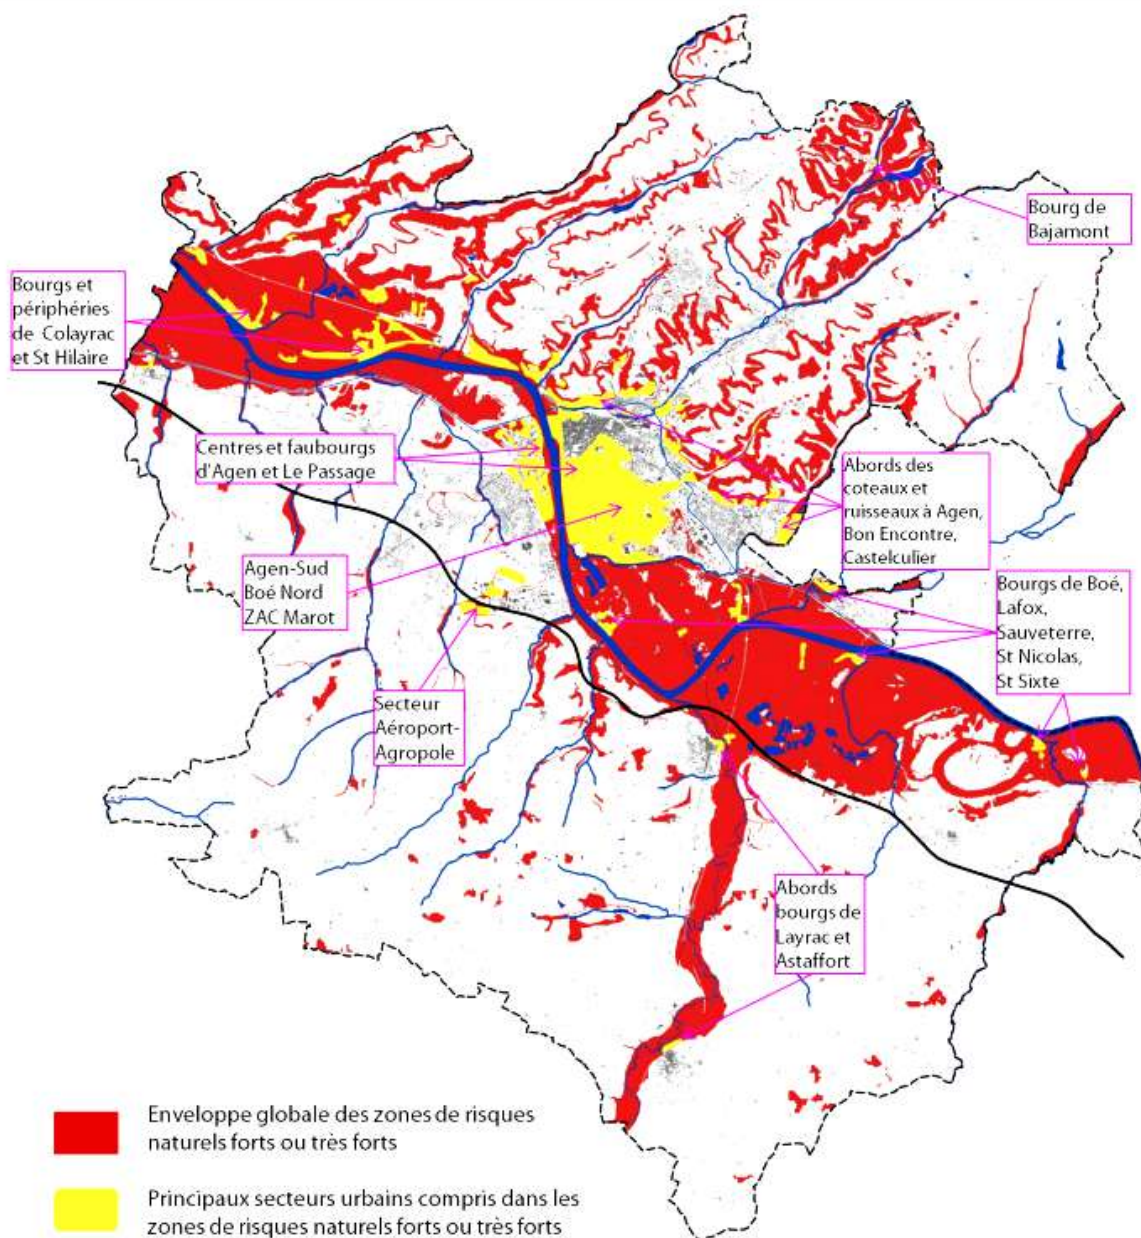 Bourg de
Bajamont
Bourgs et
périphéries
de Colayrac
et St Hilaire
Centres et faubourgs
d'Agen et Le Passage
Abords des
coteaux et
ruisseaux à Agen,
Bon Encontre,
Castelculier
Agen-Sud
Boé Nord
ZAC Marot
Bourgs de Boé,
Lafox,
Sauveterre,
St Nicolas,
St Sixte
Secteur
Aéroport-
Agropole
Abords
bourgs de
Layrac et
Astaffort
Enveloppe globale des zones de risques
naturels forts ou très forts
Principaux secteurs urbains compris dans les
zones de risques naturels forts ou très forts